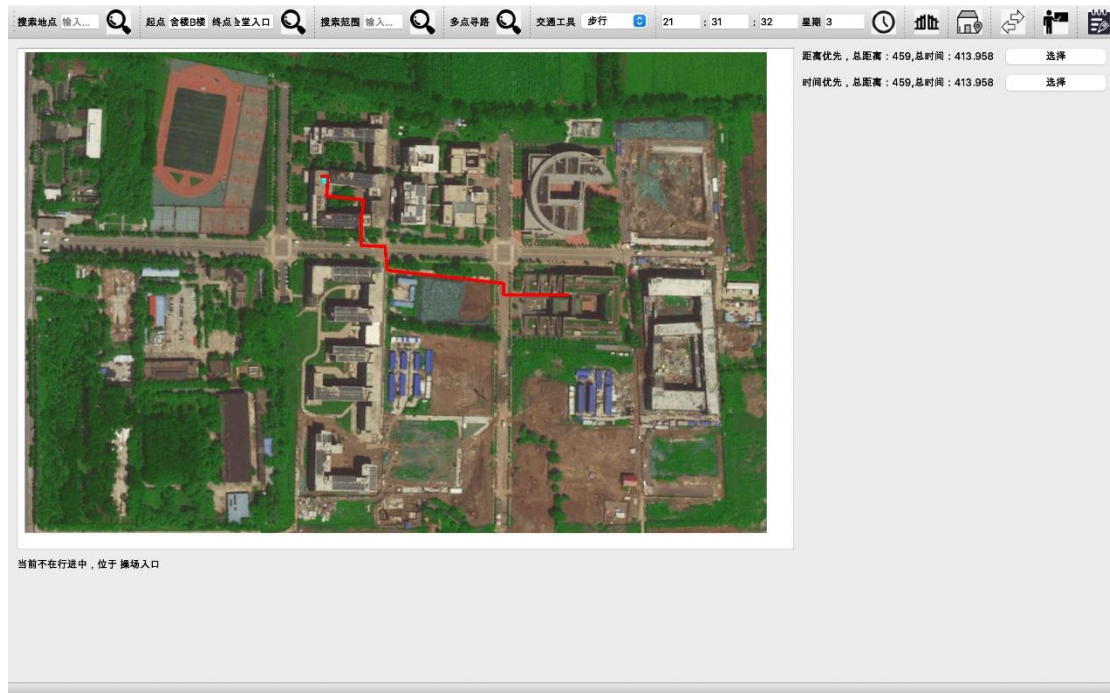 搜索地点 输入... 起点 舍楼B楼 终点 堂入口 搜索范围 输入... 多点寻路 交通工具 步行 21 : 31 : 32 星期 3
距离优先，总距离：459,总时间：413.958 选择
时间优先，总距离：459,总时间：413.958 选择
当前不在行进中，位于 操场入口